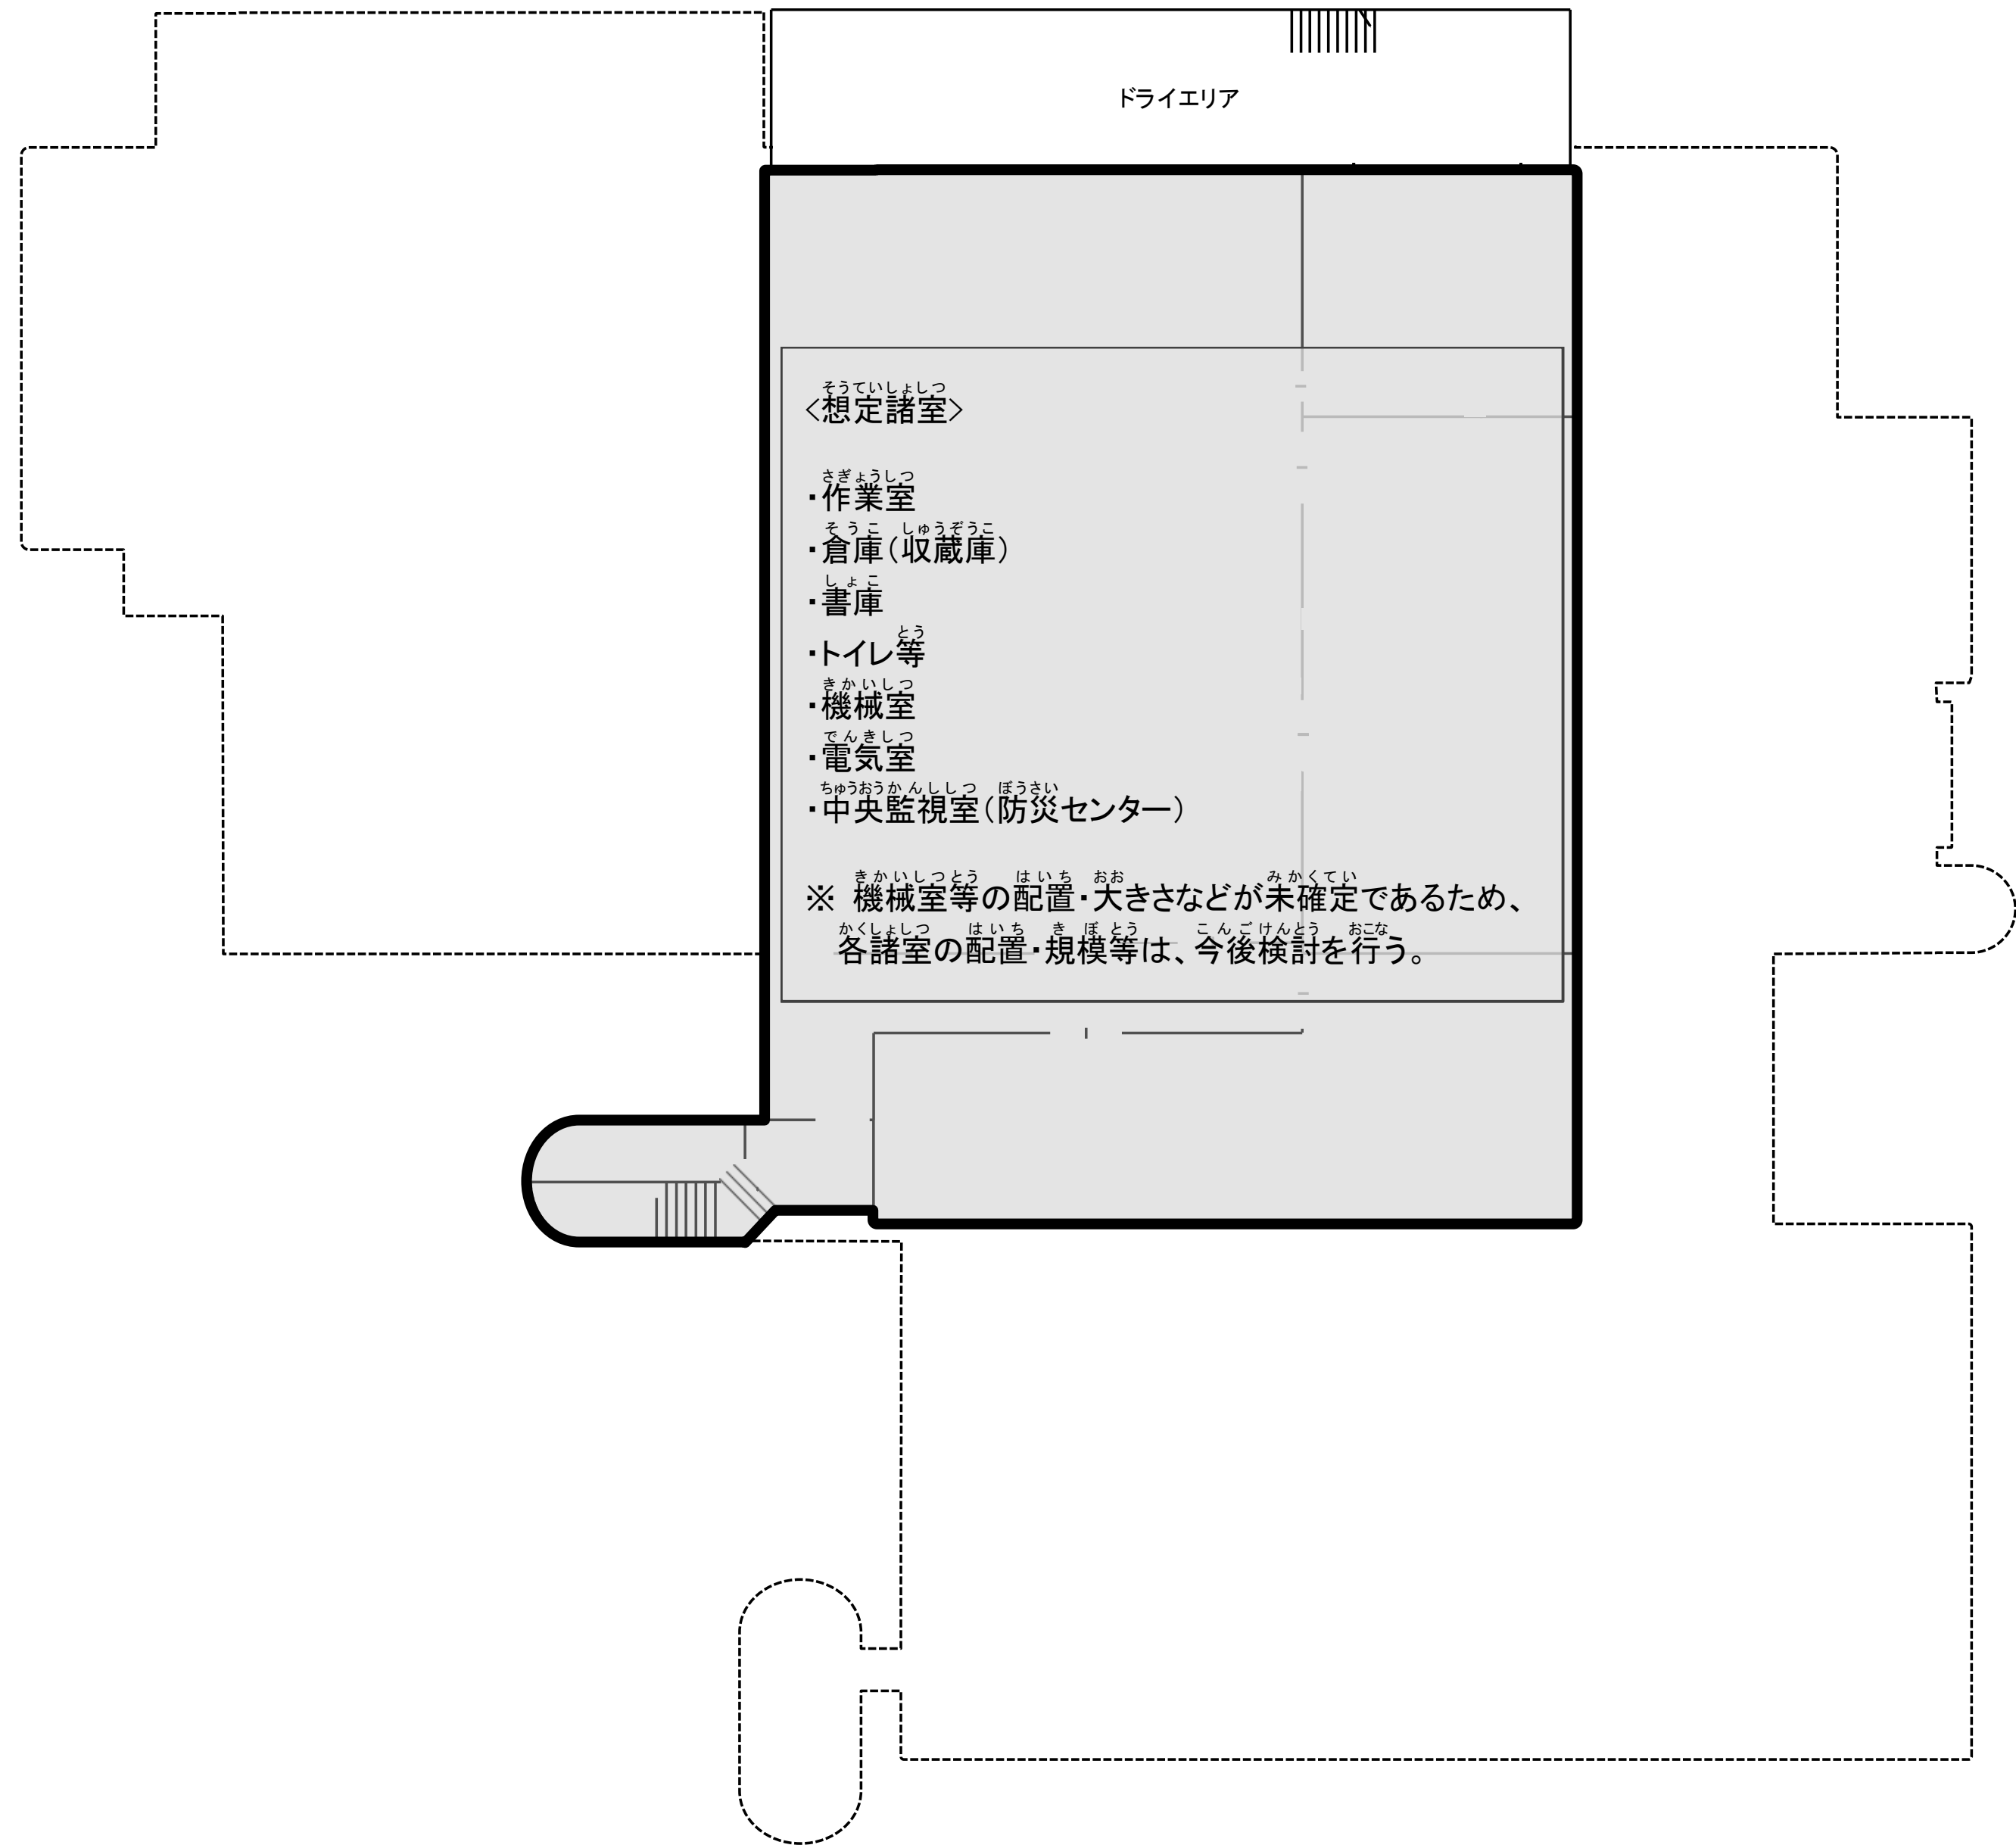 ドライエリア
そうていしょしつ
<想定諸室>
さぎょうしつ
・作業室
そうこ しゅうぞうこ
・倉庫(収蔵庫)
しょこ
・書庫
とう
・トイレ等
きかいしつ
・機械室
でんきしつ
・電気室
ちゅうおうかんししつ ぼうさい
・中央監視室(防災センター)
きかいしつとう はいち おお みかくてい
※ 機械室等の配置・大きさなどが未確定であるため、
かくしょしつ はいち きぼとう こんごけんとう おこな
各諸室の配置・規模等は、今後検討を行う。